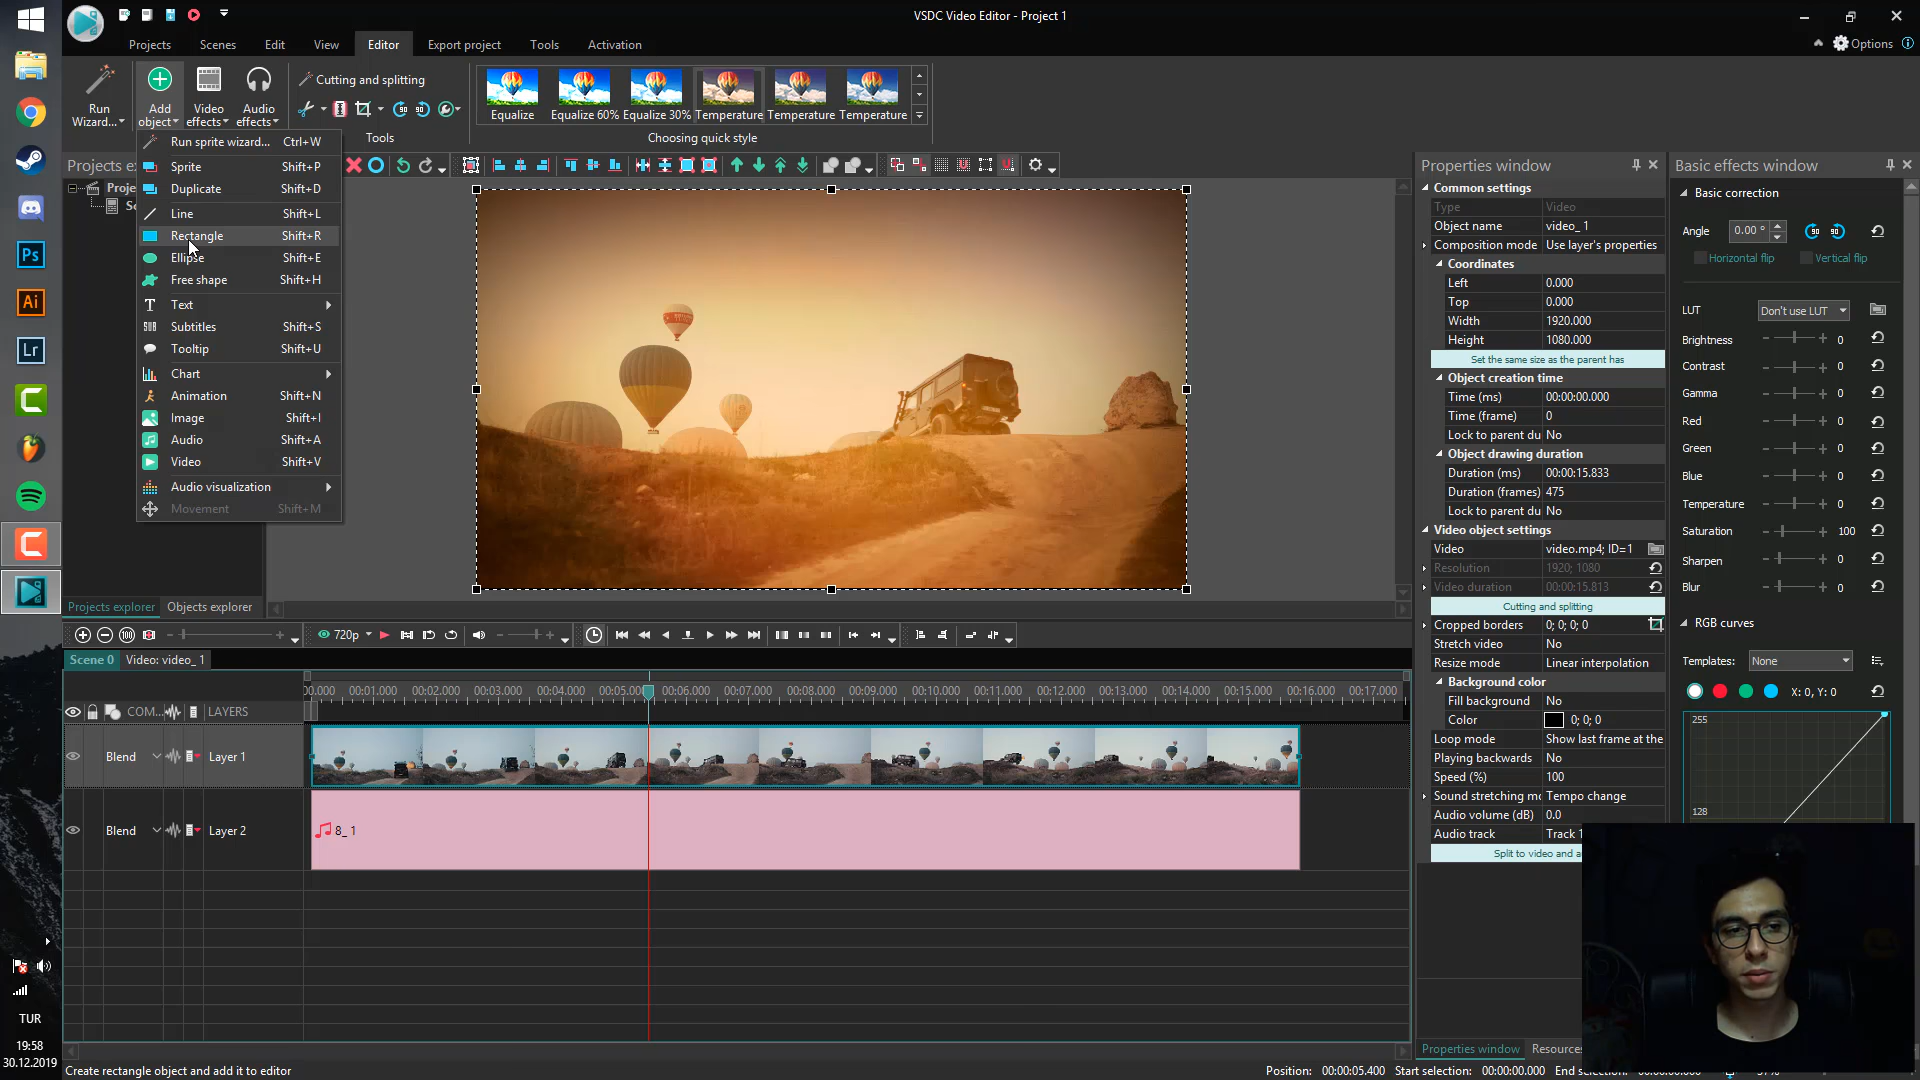 VSDC Video Editor - Project 1
Projects Scenes Edit View Editor Export project Tools Activation
Options
Run Wizard... Add object Video effects Audio effects
Cutting and splitting
Tools
Equalize Equalize 60% Equalize 30% Temperature Temperature Temperature
Choosing quick style
Run sprite wizard... Ctrl+W
Sprite Shift+P
Duplicate Shift+D
Line Shift+L
Rectangle Shift+R
Ellipse Shift+E
Free shape Shift+H
Text
Subtitles Shift+S
Tooltip Shift+U
Chart
Animation Shift+N
Image Shift+I
Audio Shift+A
Video Shift+V
Audio visualization
Movement Shift+M
Projects explorer Objects explorer
Properties window
Common settings
Type Video
Object name video_ 1
Composition mode Use layer's properties
Coordinates
Left 0.000
Top 0.000
Width 1920.000
Height 1080.000
Set the same size as the parent has
Object creation time
Time (ms) 00:00:00.000
Time (frame) 0
Lock to parent du No
Object drawing duration
Duration (ms) 00:00:15.833
Duration (frames) 475
Lock to parent du No
Video object settings
Video video.mp4; ID=1
Resolution 1920; 1080
Video duration 00:00:15.813
Cutting and splitting
Cropped borders 0; 0; 0; 0
Stretch video No
Resize mode Linear interpolation
Background color
Fill background No
Color 0; 0; 0
Loop mode Show last frame at the
Playing backwards No
Speed (%) 100
Sound stretching mo Tempo change
Audio volume (dB) 0.0
Audio track Track 1
Split to video and a
Properties window Resources
Basic effects window
Basic correction
Angle 0.00 °
Horizontal flip Vertical flip
LUT Don't use LUT
Brightness 0
Contrast 0
Gamma 0
Red 0
Green 0
Blue 0
Temperature 0
Saturation 100
Sharpen 0
Blur 0
RGB curves
Templates: None
X: 0, Y: 0
255
128
720p
Scene 0 Video: video_ 1
00:01.000 00:02.000 00:03.000 00:04.000 00:06.000 00:07.000 00:08.000 00:09.000 00:10.000 00:11.000 00:12.000 00:13.000 00:14.000 00:15.000 00:16.000 00:17.000
COM... LAYERS
Blend Layer 1
Blend Layer 2
8_ 1
Ps
Ai
Lr
TUR
19:58
30.12.2019
Create rectangle object and add it to editor
Position: 00:00:05.400 Start selection: 00:00:00.000